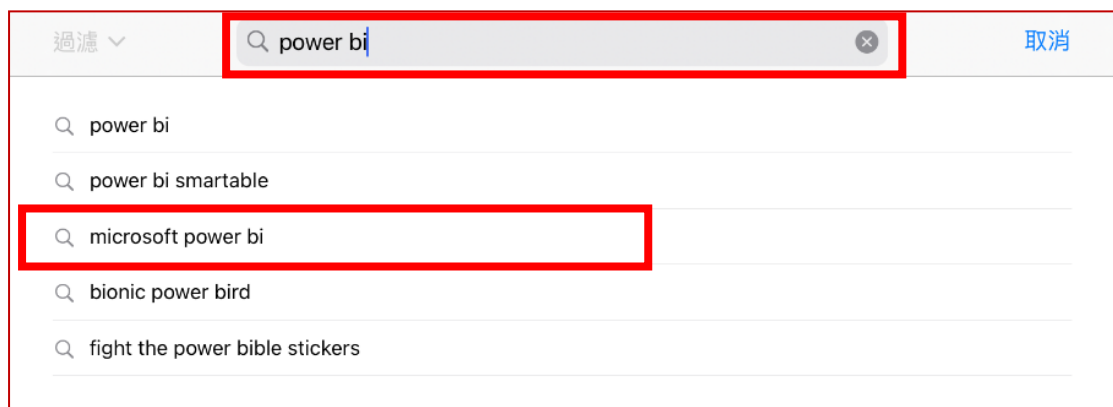 過濾 power bi 取消
power bi
power bi smartable
microsoft power bi
bionic power bird
fight the power bible stickers